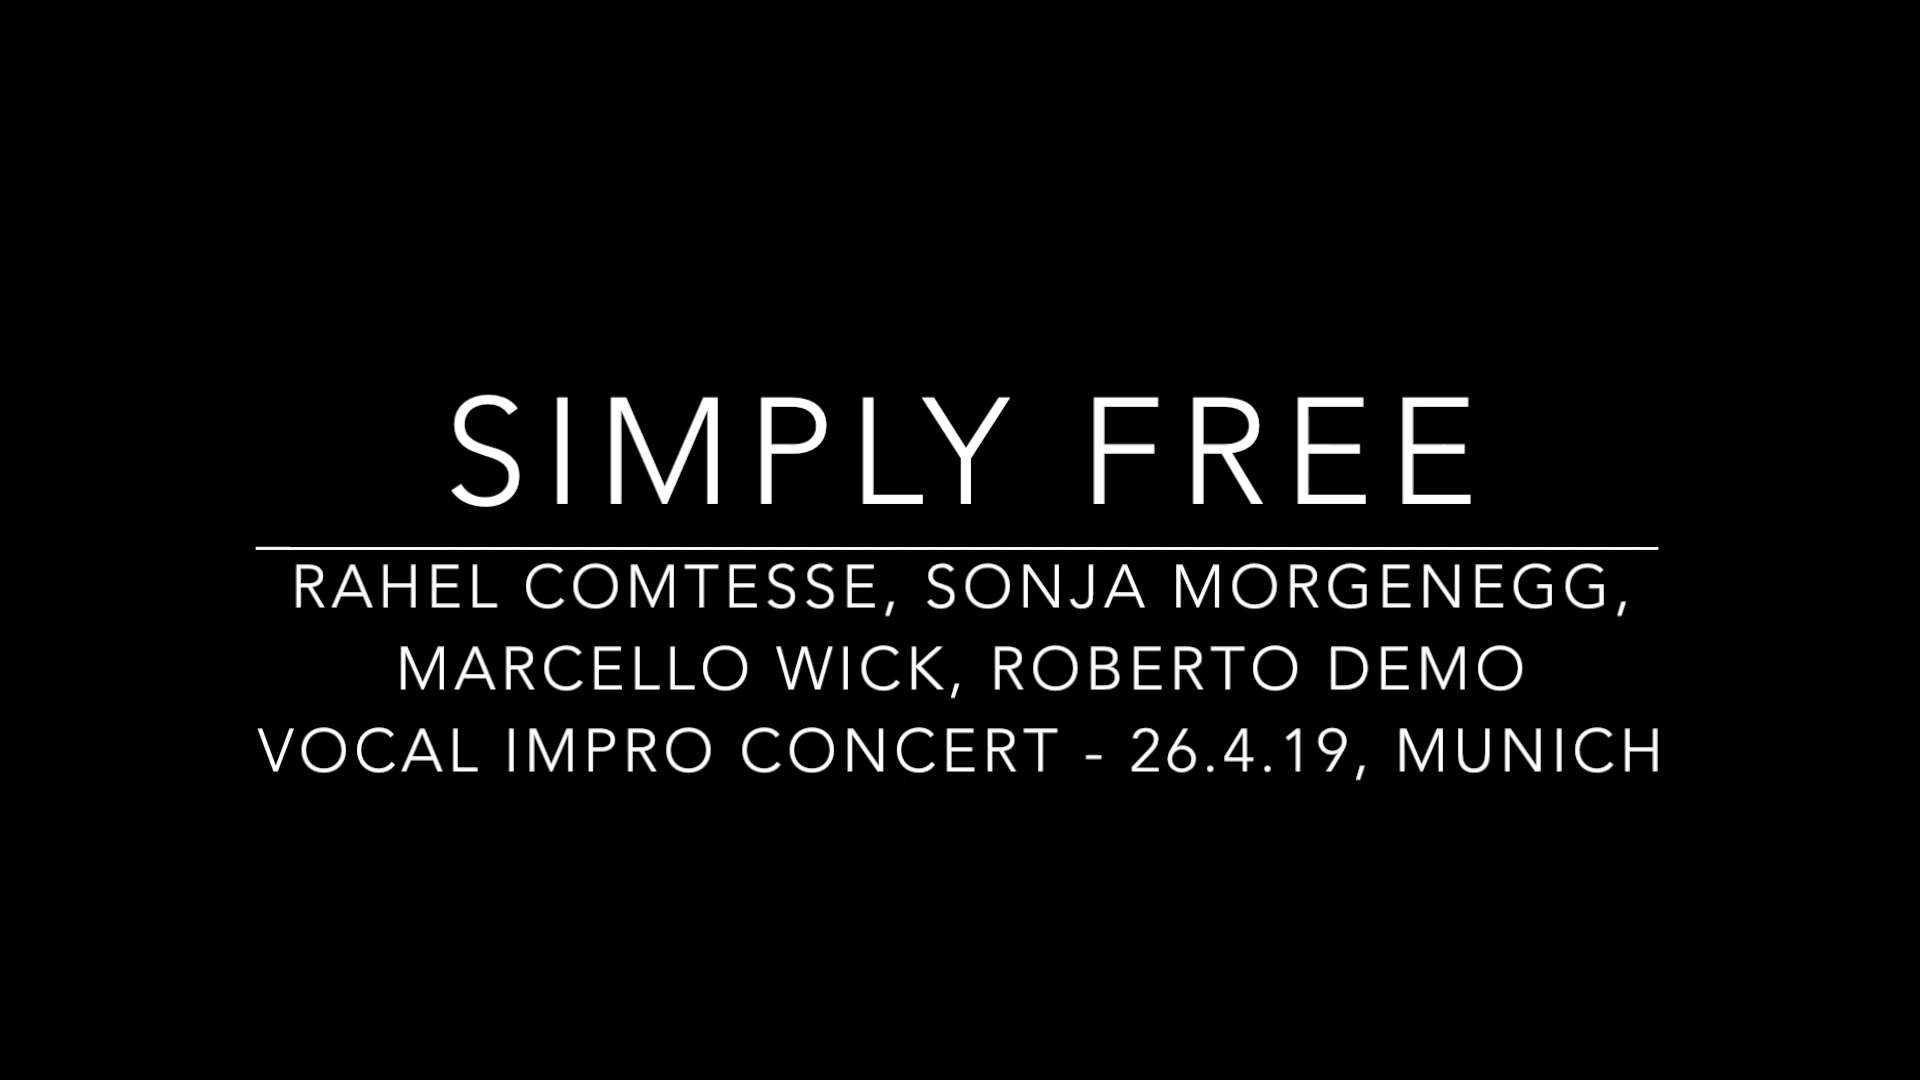 SIMPLY FREE
RAHEL COMTESSE, SONJA MORGENEGG,
MARCELLO WICK, ROBERTO DEMO
VOCAL IMPRO CONCERT - 26.4.19, MUNICH